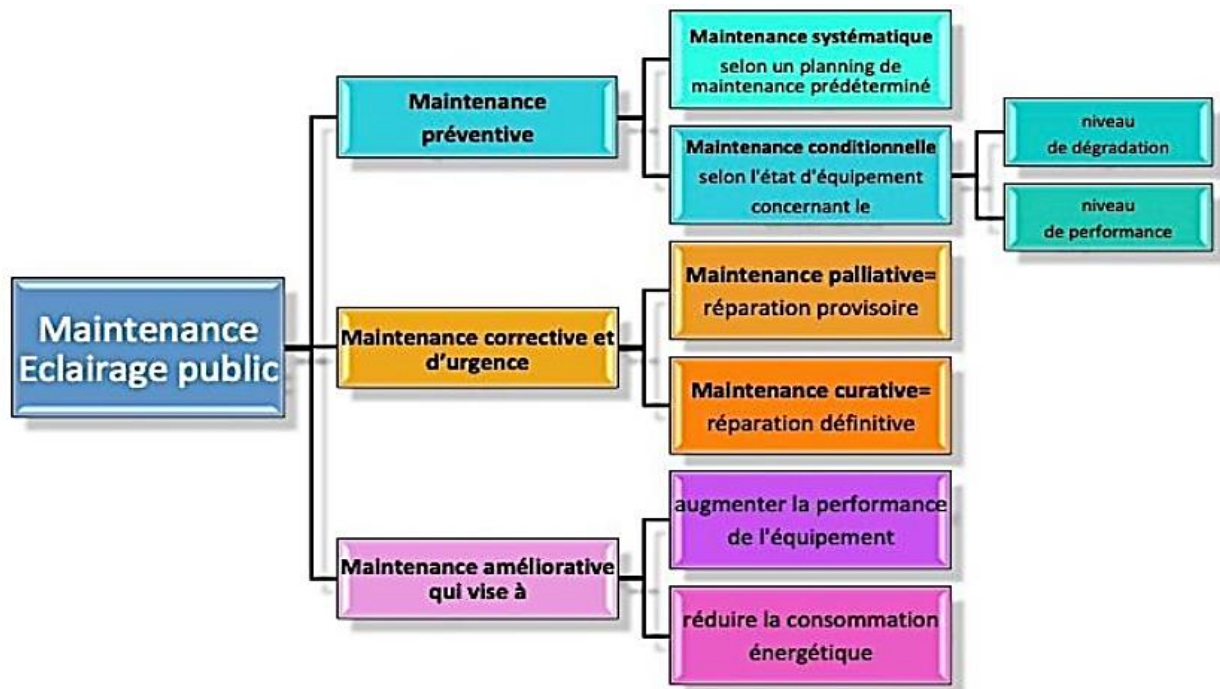 Maintenance
Eclairage public
Maintenance
préventive
Maintenance systématique
selon un planning de
maintenance prédéterminé
Maintenance conditionnelle
selon l'état d'équipement
concernant le
niveau
de dégradation
niveau
de performance
Maintenance corrective et
d'urgence
Maintenance palliative=
réparation provisoire
Maintenance curative=
réparation définitive
Maintenance améliorative
qui vise à
augmenter la performance
de l'équipement
réduire la consommation
énergétique